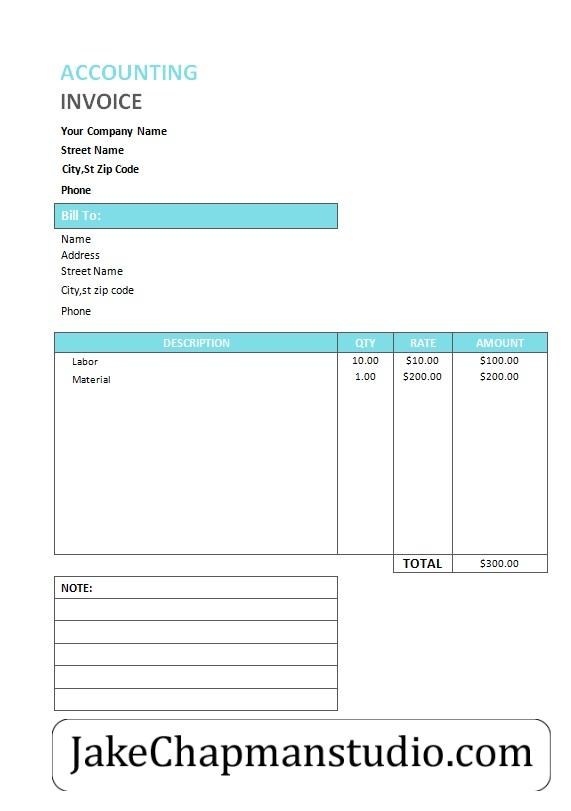 ACCOUNTING
INVOICE
Your Company Name
Street Name
City,St Zip Code
Phone
Bill To:
Name
Address
Street Name
City,st zip code
Phone
DESCRIPTION QTY RATE AMOUNT
Labor 10.00 $10.00 $100.00
Material 1.00 $200.00 $200.00
TOTAL $300.00
NOTE:
JakeChapmanstudio.com